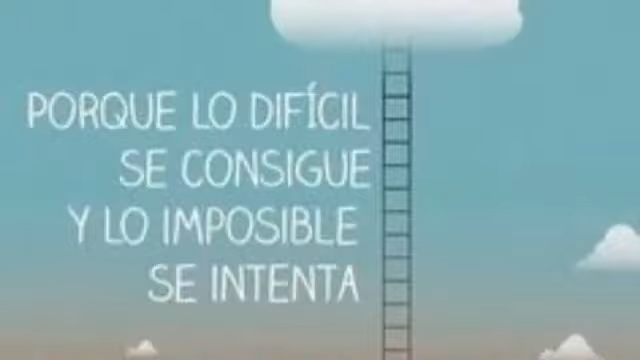 PORQUE LO DIFÍCIL
SE CONSIGUE
Y LO IMPOSIBLE
SE INTENTA